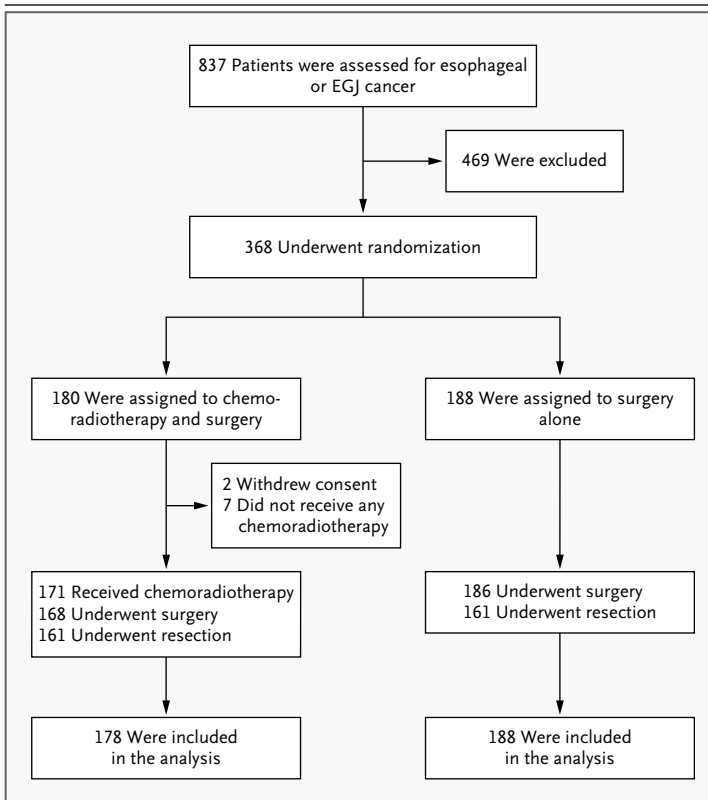 837 Patients were assessed for esophageal
or EGJ cancer
469 Were excluded
368 Underwent randomization
180 Were assigned to chemo-
radiotherapy and surgery
188 Were assigned to surgery
alone
2 Withdrew consent
7 Did not receive any
chemoradiotherapy
171 Received chemoradiotherapy
168 Underwent surgery
161 Underwent resection
186 Underwent surgery
161 Underwent resection
178 Were included
in the analysis
188 Were included
in the analysis